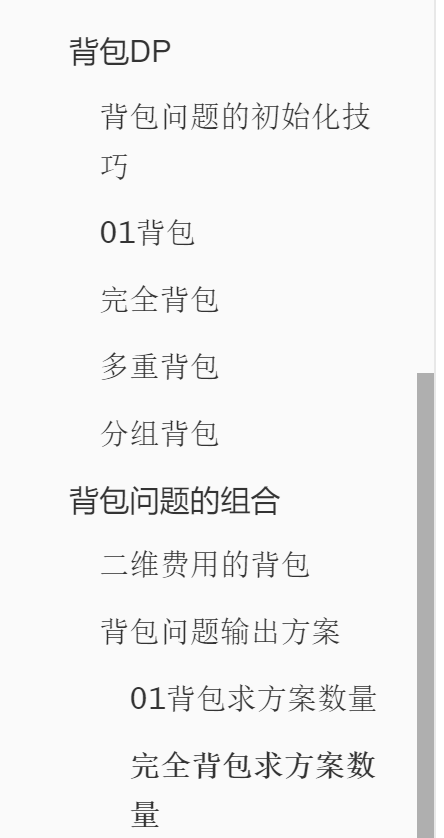 背包DP
背包问题的初始化技
巧
01背包
完全背包
多重背包
分组背包
背包问题的组合
二维费用的背包
背包问题输出方案
01背包求方案数量
完全背包求方案数
量